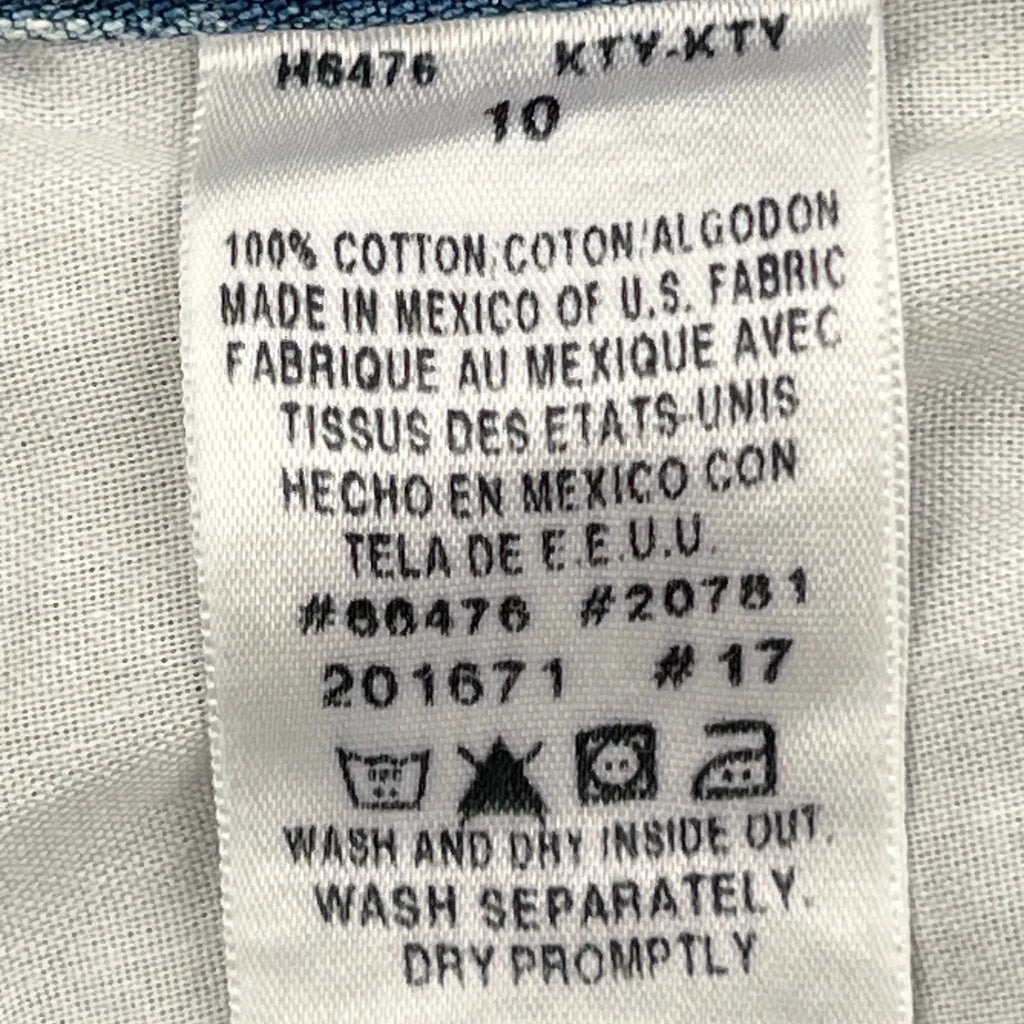 H6476 KTY-KTY
10
100% COTTON/COTON/ALGODON
MADE IN MEXICO OF U.S. FABRIC
FABRIQUE AU MEXIQUE AVEC
TISSUS DES ETATS-UNIS
HECHO EN MEXICO CON
TELA DE E.E.U.U.
#66476 #20781
201671 #17
WASH AND DRY INSIDE OUT.
WASH SEPARATELY.
DRY PROMPTLY